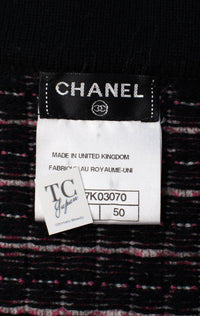 CHANEL
MADE IN UNITED KINGDOM
FABRIQUE AU ROYAUME-UNI
7K03070
50
TC
Japan